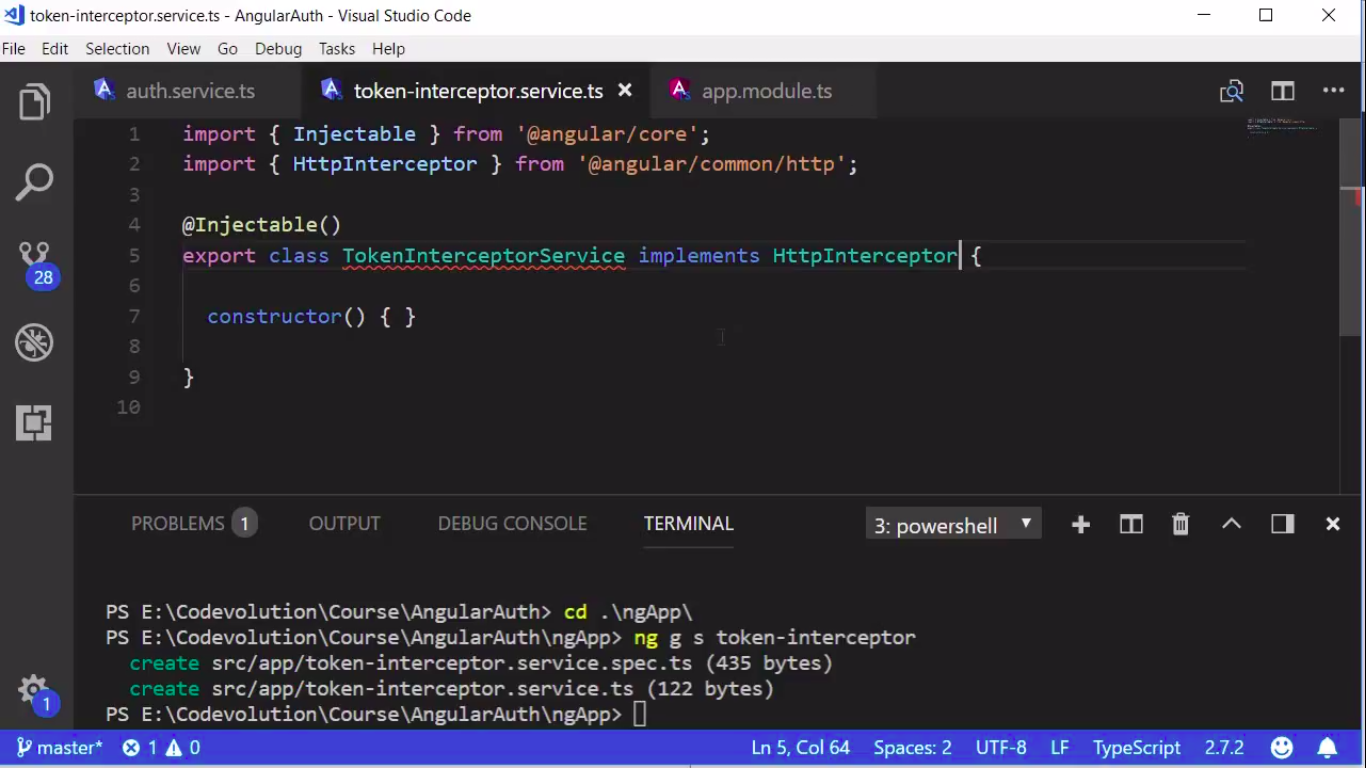 token-interceptor.service.ts - AngularAuth - Visual Studio Code
File Edit Selection View Go Debug Tasks Help
auth.service.ts token-interceptor.service.ts app.module.ts
1 import { Injectable } from '@angular/core';
2 import { HttpInterceptor } from '@angular/common/http';
3
4 @Injectable()
5 export class TokenInterceptorService implements HttpInterceptor {
6
7 constructor() { }
8
9 }
10
28
1
PROBLEMS 1 OUTPUT DEBUG CONSOLE TERMINAL 3: powershell
PS E:\Codevolution\Course\AngularAuth> cd .\ngApp\
PS E:\Codevolution\Course\AngularAuth\ngApp> ng g s token-interceptor
create src/app/token-interceptor.service.spec.ts (435 bytes)
create src/app/token-interceptor.service.ts (122 bytes)
PS E:\Codevolution\Course\AngularAuth\ngApp>
master* 1 0 Ln 5, Col 64 Spaces: 2 UTF-8 LF TypeScript 2.7.2